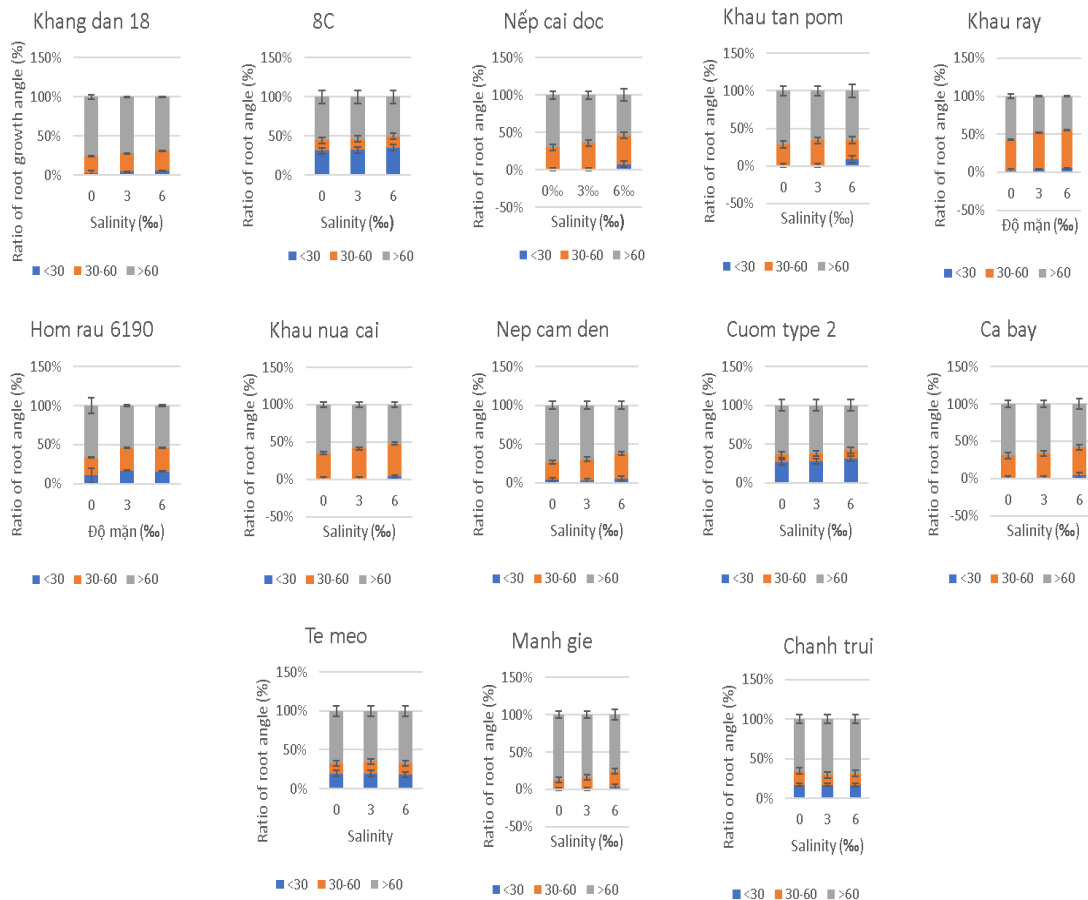 Khang dan 18
Ratio of root growth angle (%)
150%
100%
50%
0%
0 3 6
Salinity (‰)
<30 30-60 >60
8C
Ratio of root angle (%)
150%
100%
50%
0%
0 3 6
Salinity (‰)
<30 30-60 >60
Nếp cai doc
Ratio of root angle (%)
150%
100%
50%
0%
-50%
0‰ 3‰ 6‰
Salinity (‰)
<30 30-60 >60
Khau tan pom
Ratio of root angle (%)
150%
100%
50%
0%
-50%
0 3 6
Salinity (‰)
<30 30-60 >60
Khau ray
Ratio of root angle (%)
150%
100%
50%
0%
-50%
0 3 6
Độ mặn (‰)
<30 30-60 >60
Hom rau 6190
Ratio of root angle (%)
150%
100%
50%
0%
0 3 6
Độ mặn (‰)
<30 30-60 >60
Khau nua cai
Ratio of root angle (%)
150%
100%
50%
0%
-50%
0 3 6
Salinity (‰)
<30 30-60 >60
Nep cam den
Ratio of root angle (%)
150%
100%
50%
0%
0 3 6
Salinity (‰)
<30 30-60 >60
Cuom type 2
Ratio of root angle (%)
150%
100%
50%
0%
0 3 6
Salinity (‰)
<30 30-60 >60
Ca bay
Ratio of root angle (%)
150%
100%
50%
0%
-50%
0 3 6
Salinity (‰)
<30 30-60 >60
Te meo
Ratio of root angle (%)
150%
100%
50%
0%
0 3 6
Salinity
<30 30-60 >60
Manh gie
Ratio of root angle (%)
150%
100%
50%
0%
-50%
0 3 6
Salinity (‰)
<30 30-60 >60
Chanh trui
Ratio of root angle (%)
150%
100%
50%
0%
0 3 6
Salinity (‰)
<30 30-60 >60